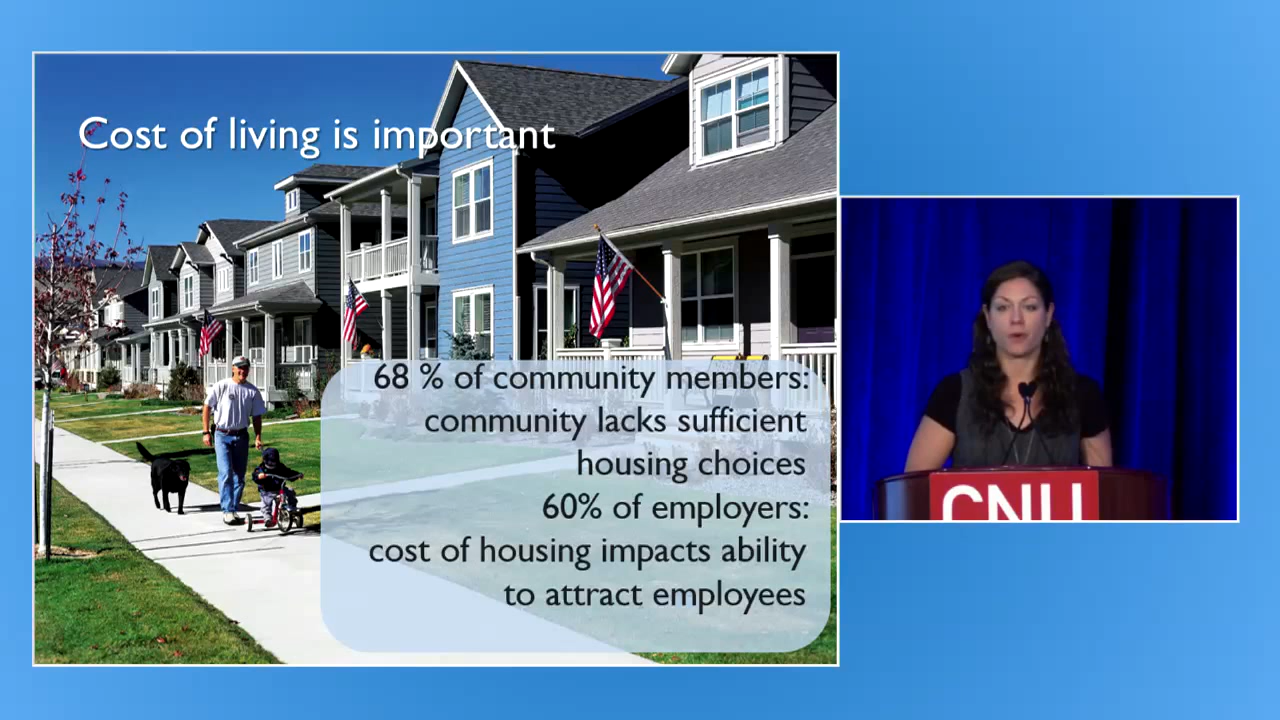 Cost of living is important
68 % of community members:
community lacks sufficient
housing choices
60% of employers:
cost of housing impacts ability
to attract employees
CNU